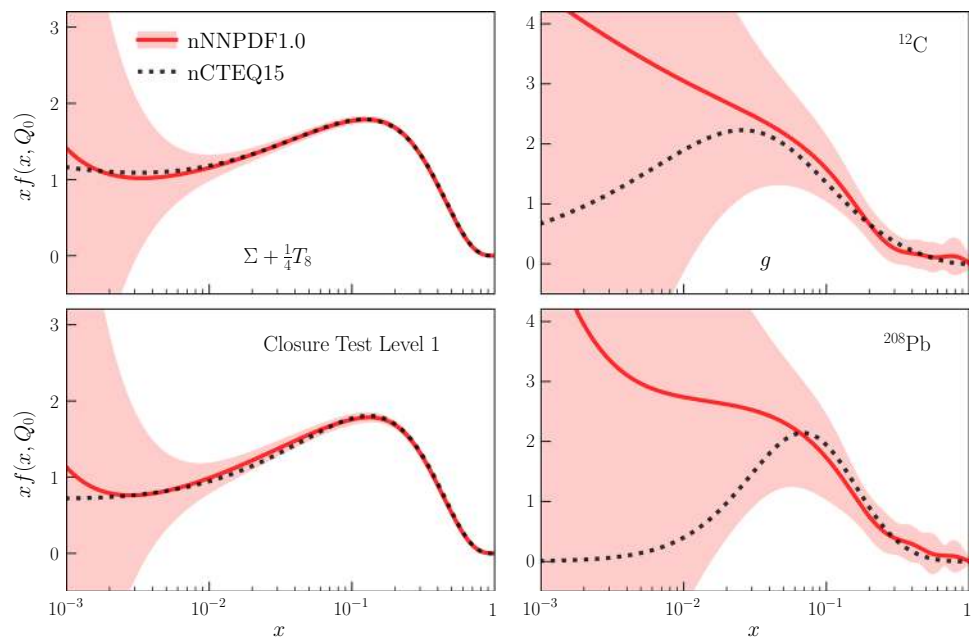 3
2
1
0
xf(x, Q₀)
nNNPDF1.0
nCTEQ15
Σ + ¼T₈
4
3
2
1
0
¹²C
g
3
2
1
0
xf(x, Q₀)
Closure Test Level 1
10⁻³ 10⁻² 10⁻¹ 1
x
4
3
2
1
0
²⁰⁸Pb
10⁻³ 10⁻² 10⁻¹ 1
x